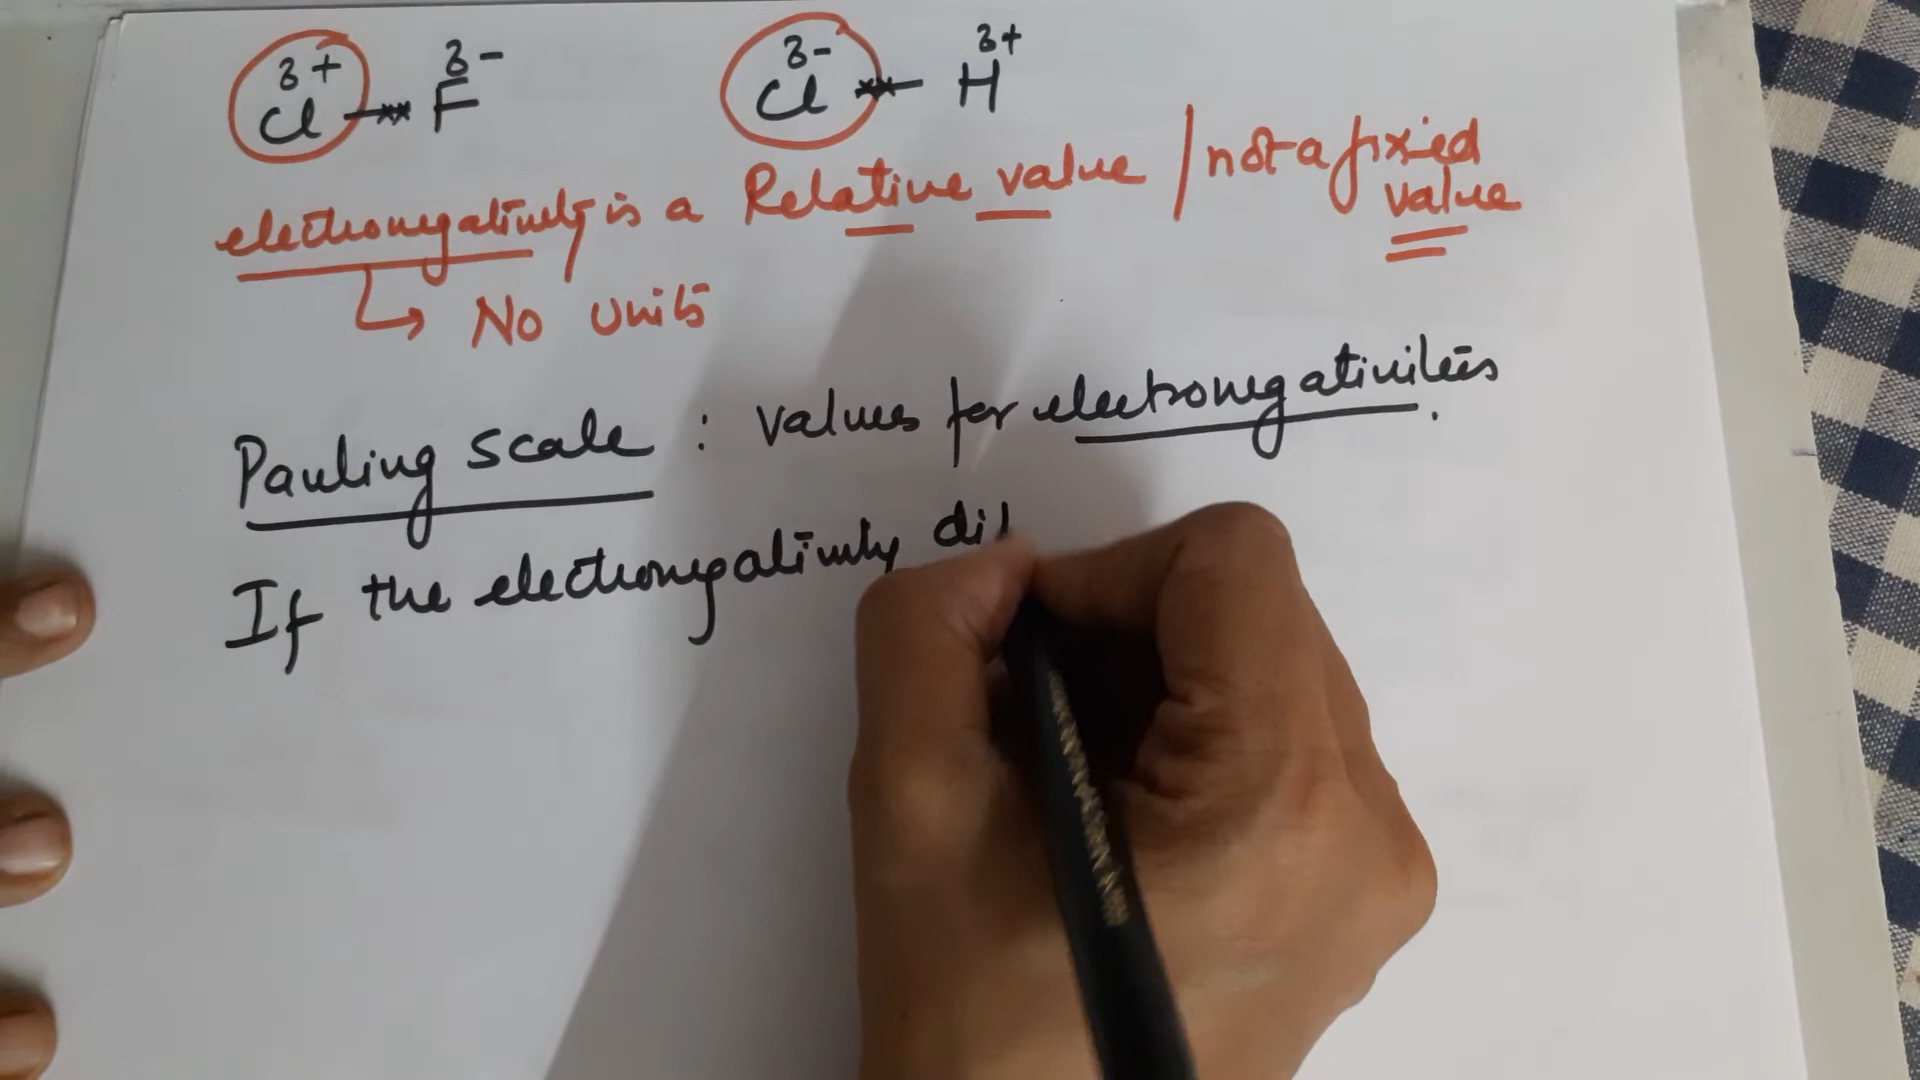 δ+ δ- δ- δ+
Cl F Cl H
electronegativity is a Relative value / not a fixed
value
↳ No units
Pauling scale : values for electronegativities.
If the electronegativity dif